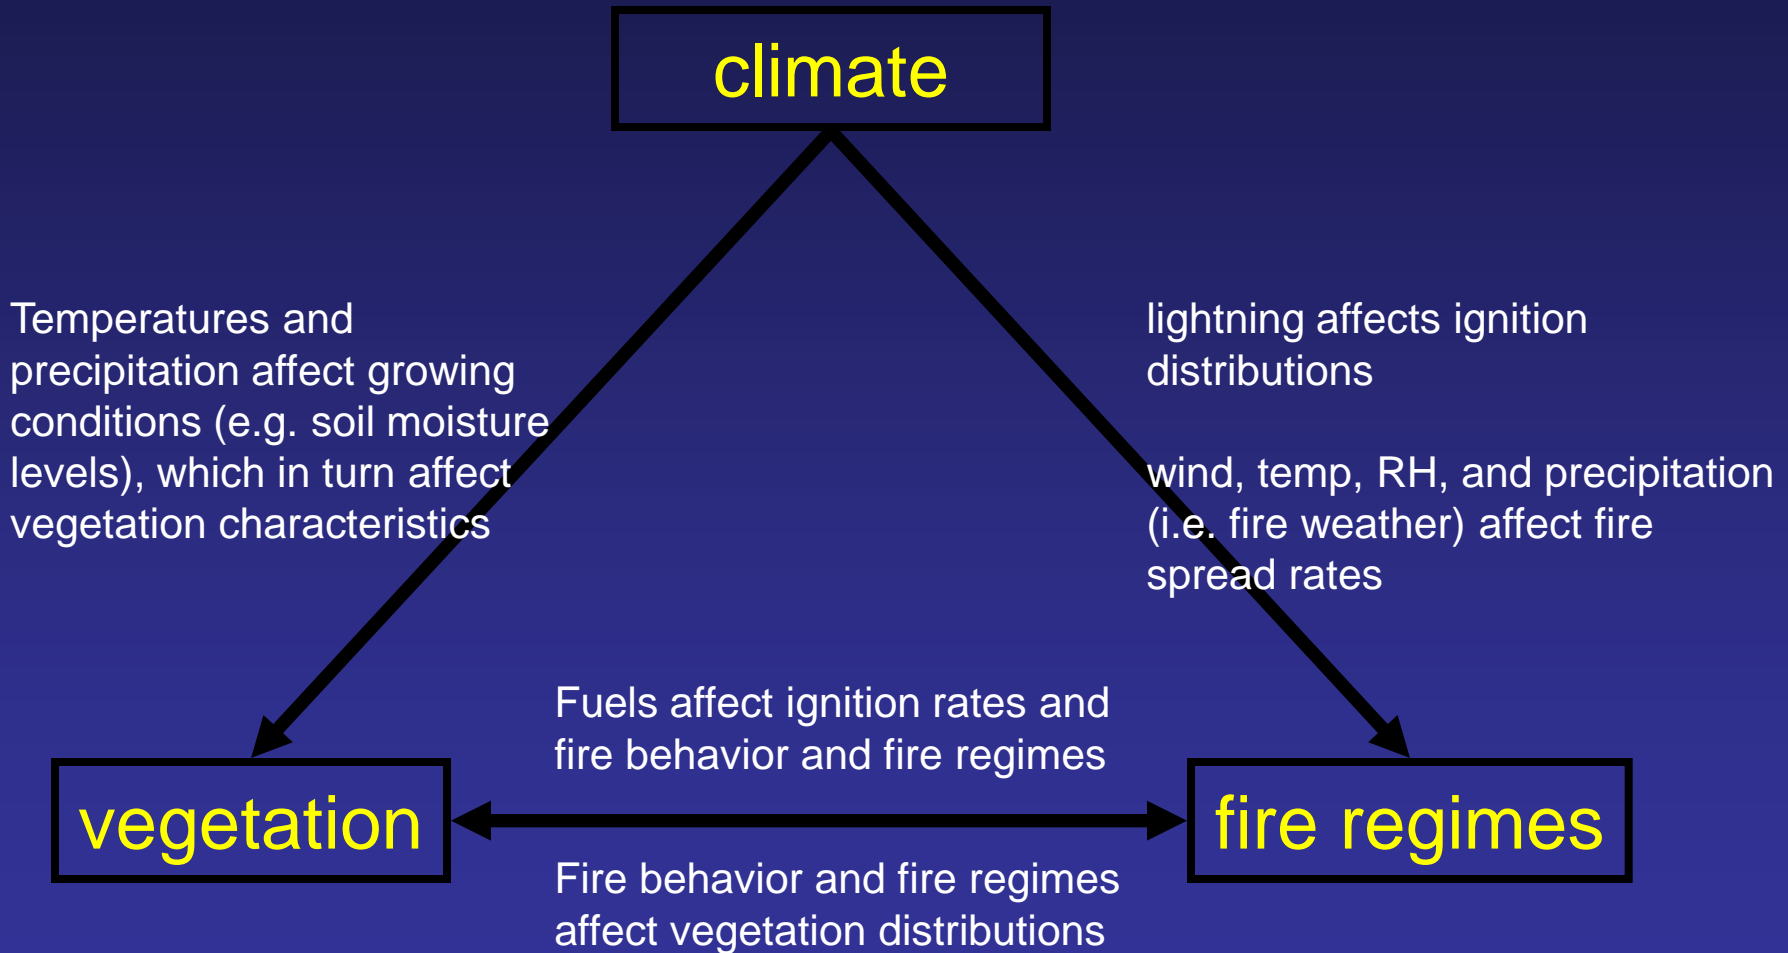 climate
Temperatures and
precipitation affect growing
conditions (e.g. soil moisture
levels), which in turn affect
vegetation characteristics
lightning affects ignition
distributions
wind, temp, RH, and precipitation
(i.e. fire weather) affect fire
spread rates
Fuels affect ignition rates and
fire behavior and fire regimes
vegetation
fire regimes
Fire behavior and fire regimes
affect vegetation distributions